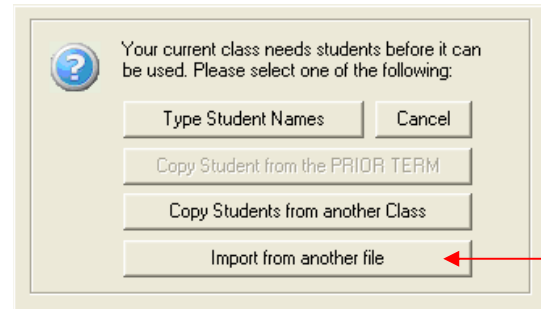 Your current class needs students before it can
be used. Please select one of the following:
Type Student Names
Cancel
Copy Student from the PRIOR TERM
Copy Students from another Class
Import from another file